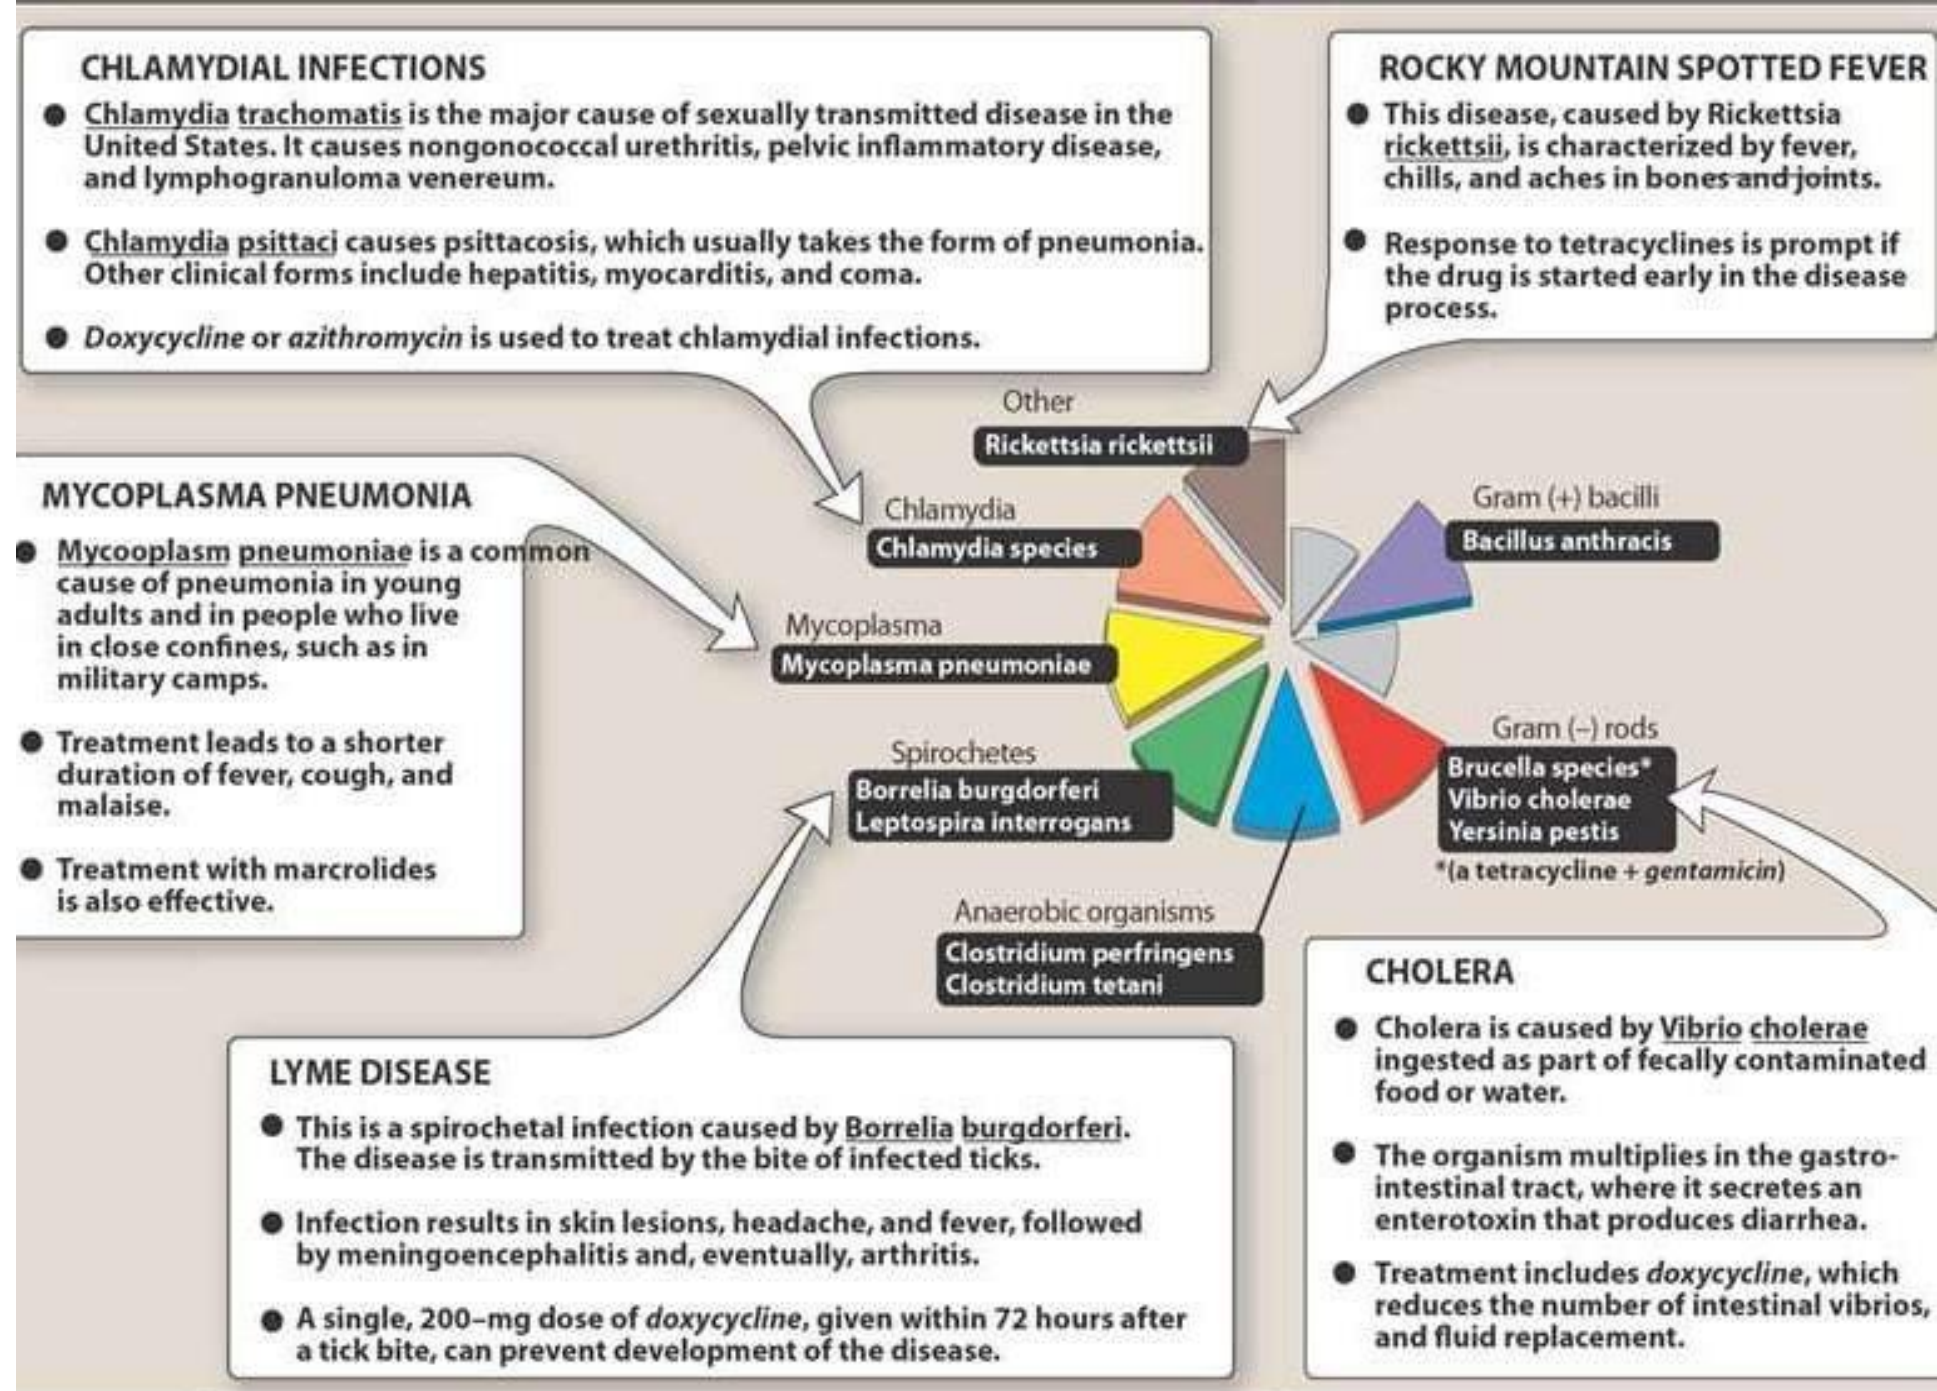 CHLAMYDIAL INFECTIONS
● Chlamydia trachomatis is the major cause of sexually transmitted disease in the
United States. It causes nongonococcal urethritis, pelvic inflammatory disease,
and lymphogranuloma venereum.
● Chlamydia psittaci causes psittacosis, which usually takes the form of pneumonia.
Other clinical forms include hepatitis, myocarditis, and coma.
● Doxycycline or azithromycin is used to treat chlamydial infections.
ROCKY MOUNTAIN SPOTTED FEVER
● This disease, caused by Rickettsia
rickettsii, is characterized by fever,
chills, and aches in bones and joints.
● Response to tetracyclines is prompt if
the drug is started early in the disease
process.
Other
Rickettsia rickettsii
Chlamydia
Chlamydia species
Gram (+) bacilli
Bacillus anthracis
MYCOPLASMA PNEUMONIA
● Mycooplasm pneumoniae is a common
cause of pneumonia in young
adults and in people who live
in close confines, such as in
military camps.
● Treatment leads to a shorter
duration of fever, cough, and
malaise.
● Treatment with marcrolides
is also effective.
Mycoplasma
Mycoplasma pneumoniae
Spirochetes
Borrelia burgdorferi
Leptospira interrogans
Gram (–) rods
Brucella species*
Vibrio cholerae
Yersinia pestis
*(a tetracycline + gentamicin)
Anaerobic organisms
Clostridium perfringens
Clostridium tetani
LYME DISEASE
● This is a spirochetal infection caused by Borrelia burgdorferi.
The disease is transmitted by the bite of infected ticks.
● Infection results in skin lesions, headache, and fever, followed
by meningoencephalitis and, eventually, arthritis.
● A single, 200–mg dose of doxycycline, given within 72 hours after
a tick bite, can prevent development of the disease.
CHOLERA
● Cholera is caused by Vibrio cholerae
ingested as part of fecally contaminated
food or water.
● The organism multiplies in the gastro-
intestinal tract, where it secretes an
enterotoxin that produces diarrhea.
● Treatment includes doxycycline, which
reduces the number of intestinal vibrios,
and fluid replacement.